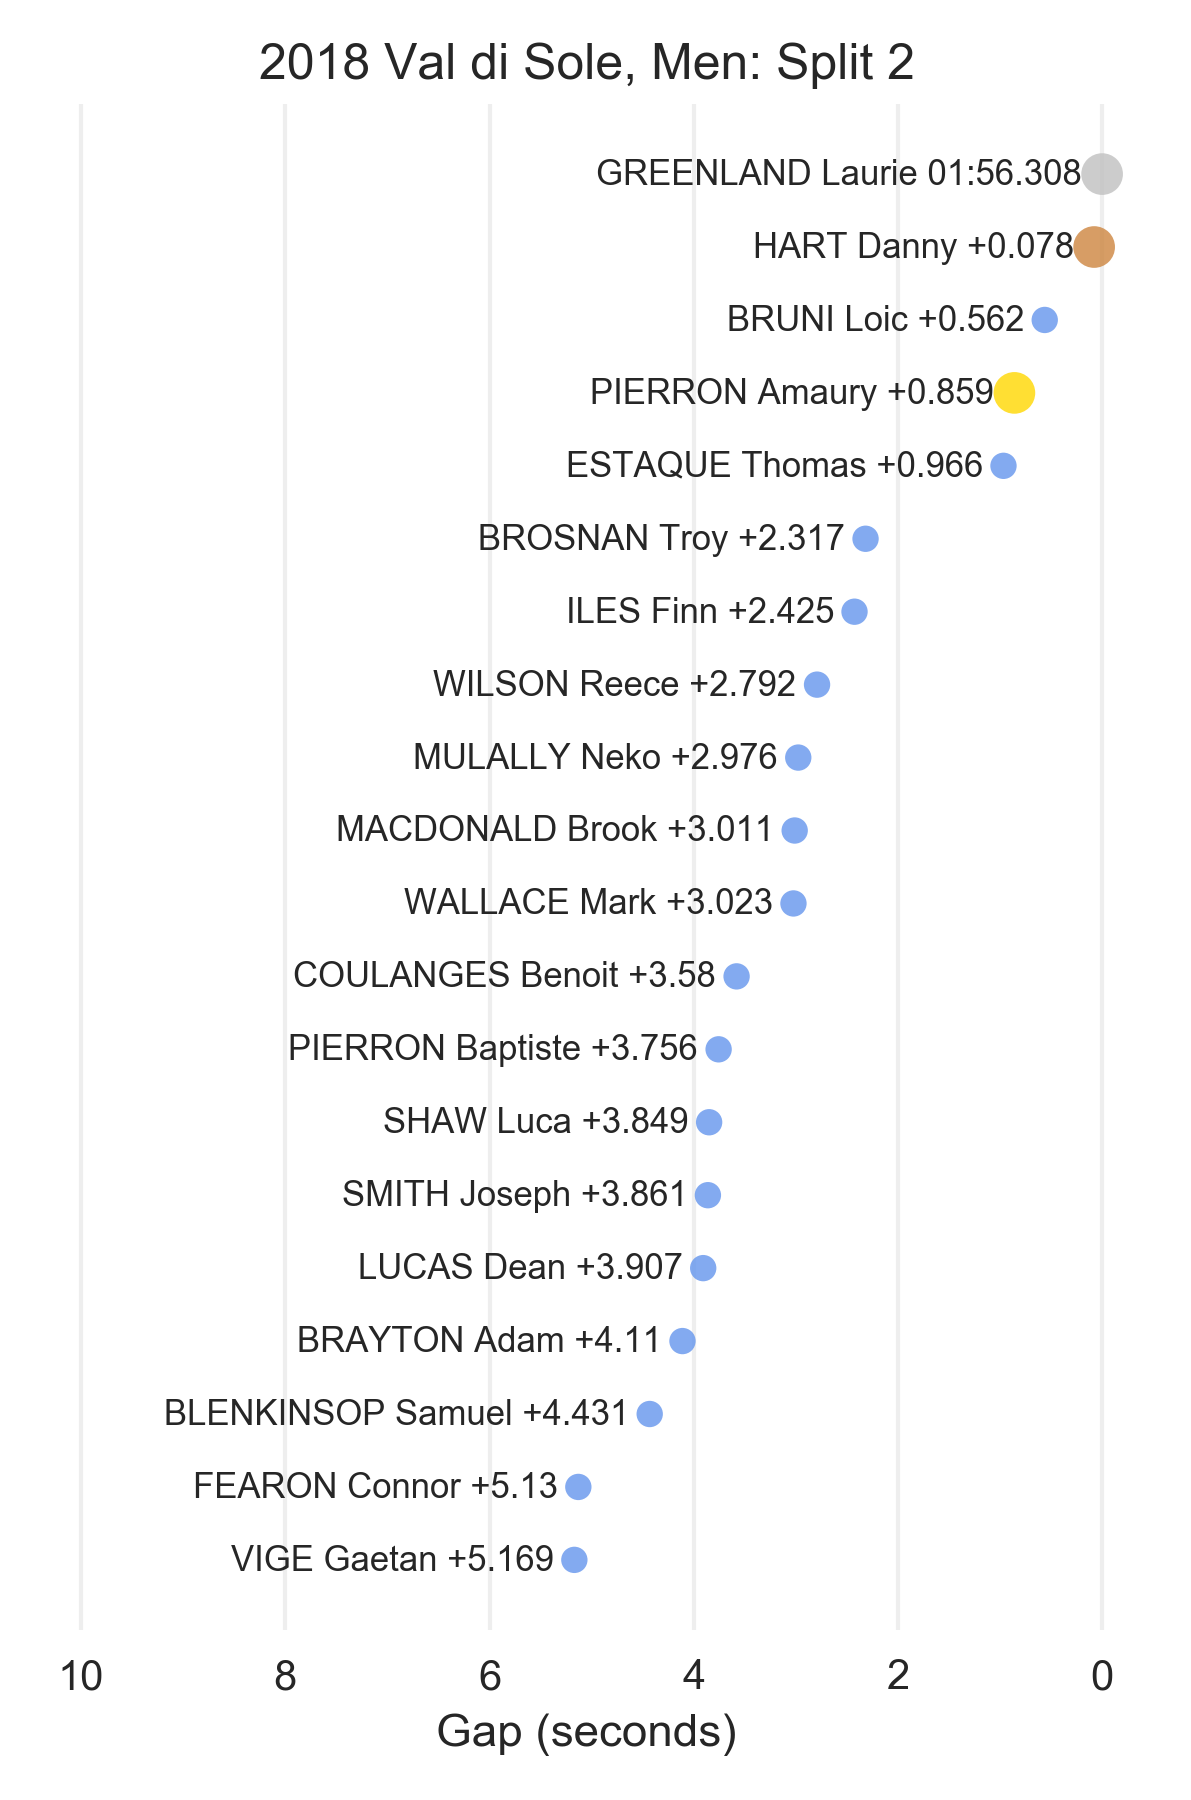 2018 Val di Sole, Men: Split 2
GREENLAND Laurie 01:56.308
HART Danny +0.078
BRUNI Loic +0.562
PIERRON Amaury +0.859
ESTAQUE Thomas +0.966
BROSNAN Troy +2.317
ILES Finn +2.425
WILSON Reece +2.792
MULALLY Neko +2.976
MACDONALD Brook +3.011
WALLACE Mark +3.023
COULANGES Benoit +3.58
PIERRON Baptiste +3.756
SHAW Luca +3.849
SMITH Joseph +3.861
LUCAS Dean +3.907
BRAYTON Adam +4.11
BLENKINSOP Samuel +4.431
FEARON Connor +5.13
VIGE Gaetan +5.169
10 8 6 4 2 0
Gap (seconds)